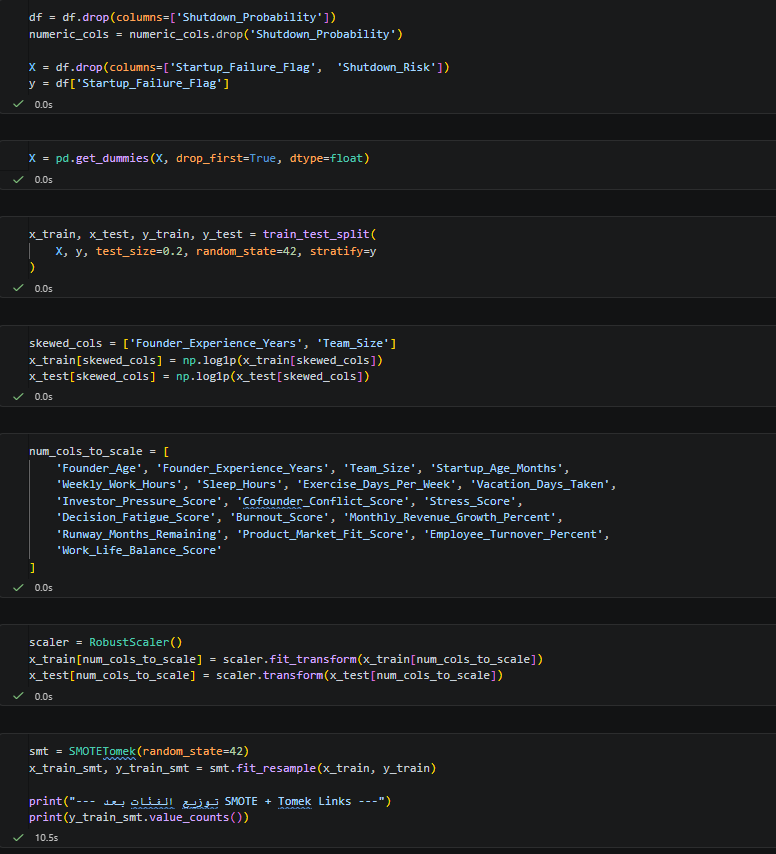 df = df.drop(columns=['Shutdown_Probability'])
numeric_cols = numeric_cols.drop('Shutdown_Probability')
X = df.drop(columns=['Startup_Failure_Flag',  'Shutdown_Risk'])
y = df['Startup_Failure_Flag']
0.0s
X = pd.get_dummies(X, drop_first=True, dtype=float)
0.0s
x_train, x_test, y_train, y_test = train_test_split(
    X, y, test_size=0.2, random_state=42, stratify=y
)
0.0s
skewed_cols = ['Founder_Experience_Years', 'Team_Size']
x_train[skewed_cols] = np.log1p(x_train[skewed_cols])
x_test[skewed_cols] = np.log1p(x_test[skewed_cols])
0.0s
num_cols_to_scale = [
    'Founder_Age', 'Founder_Experience_Years', 'Team_Size', 'Startup_Age_Months',
    'Weekly_Work_Hours', 'Sleep_Hours', 'Exercise_Days_Per_Week', 'Vacation_Days_Taken',
    'Investor_Pressure_Score', 'Cofounder_Conflict_Score', 'Stress_Score',
    'Decision_Fatigue_Score', 'Burnout_Score', 'Monthly_Revenue_Growth_Percent',
    'Runway_Months_Remaining', 'Product_Market_Fit_Score', 'Employee_Turnover_Percent',
    'Work_Life_Balance_Score'
]
0.0s
scaler = RobustScaler()
x_train[num_cols_to_scale] = scaler.fit_transform(x_train[num_cols_to_scale])
x_test[num_cols_to_scale] = scaler.transform(x_test[num_cols_to_scale])
0.0s
smt = SMOTETomek(random_state=42)
x_train_smt, y_train_smt = smt.fit_resample(x_train, y_train)
print("--- توزيع الفئات بعد SMOTE + Tomek Links ---")
print(y_train_smt.value_counts())
10.5s